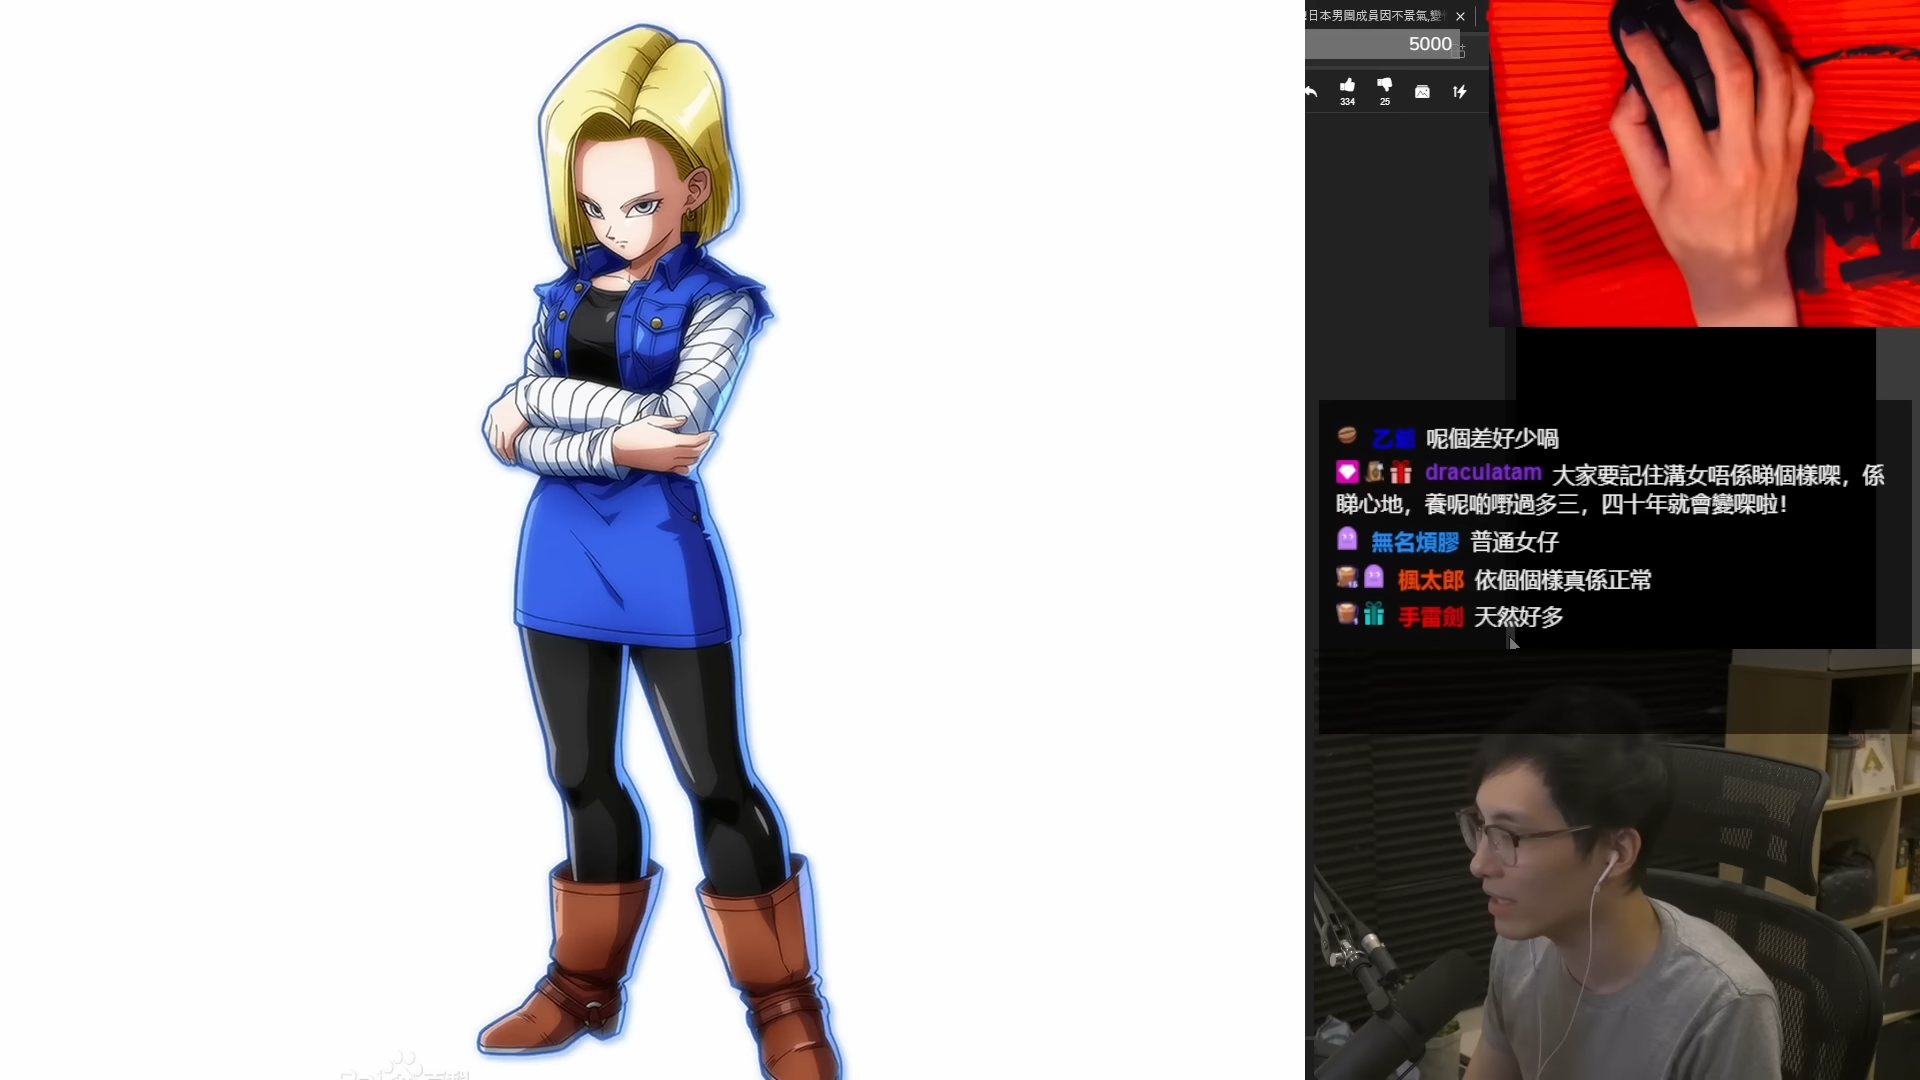 日本男團成員因不景氣,變
5000
334
25
極
呢個差好少喎
draculatam 大家要記住溝女唔係睇個樣㗎，係
睇心地，養呢啲嘢過多三，四十年就會變㗎啦！
無名煩膠 普通女仔
楓太郎 依個個樣真係正常
手雷劍 天然好多